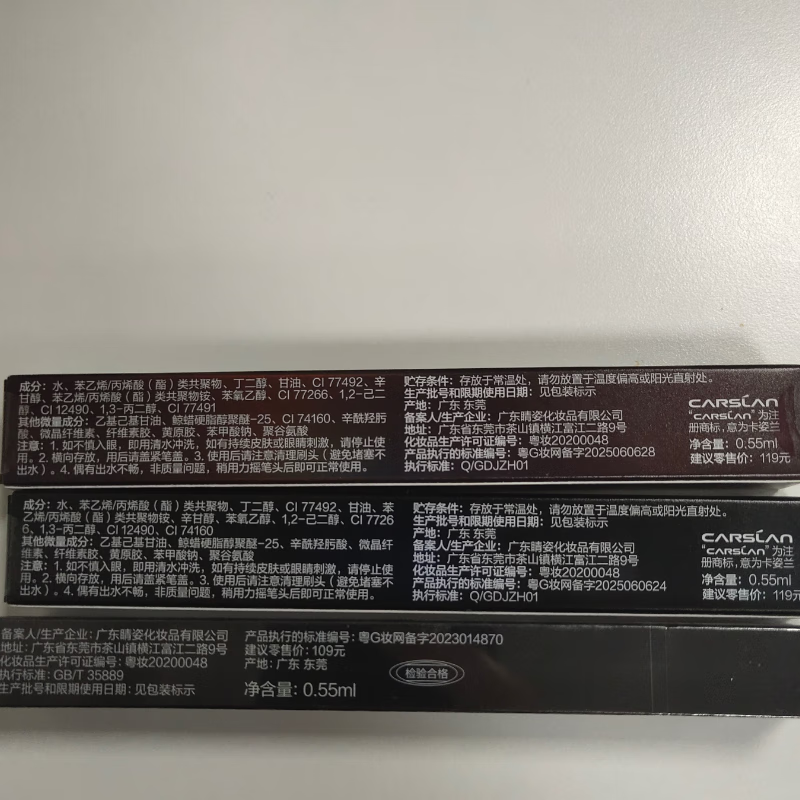 成分：水、苯乙烯/丙烯酸（酯）类共聚物、丁二醇、甘油、CI 77492、辛
甘醇、苯乙烯/丙烯酸（酯）类共聚物铵、苯氧乙醇、CI 77266、1,2-己二
醇、CI 12490、1,3-丙二醇、CI 77491
其他微量成分：乙基己基甘油、鲸蜡硬脂醇聚醚-25、CI 74160、辛酰羟肟
酸、微晶纤维素、纤维素胶、黄原胶、苯甲酸钠、聚谷氨酸
注意：1. 如不慎入眼，即用清水冲洗，如有持续皮肤或眼睛刺激，请停止使
用。2. 横向存放，用后请盖紧笔盖。3. 使用后请注意清理刷头（避免堵塞不
出水）。4. 偶有出水不畅，非质量问题，稍用力摇笔头后即可正常使用。
贮存条件：存放于常温处，请勿放置于温度偏高或阳光直射处。
生产批号和限期使用日期：见包装标示
产地：广东 东莞
备案人/生产企业：广东睛姿化妆品有限公司
地址：广东省东莞市茶山镇横江富江二路9号
化妆品生产许可证编号：粤妆20200048
产品执行的标准编号：粤G妆网备字2025060628
执行标准：Q/GDJZH01
CARSLAN
"CARSLAN"为注
册商标，意为卡姿兰
净含量：0.55ml
建议零售价：119元
成分：水、苯乙烯/丙烯酸（酯）类共聚物、丁二醇、CI 77492、甘油、苯
乙烯/丙烯酸（酯）类共聚物铵、辛甘醇、苯氧乙醇、1,2-己二醇、CI 7726
6、1,3-丙二醇、CI 12490、CI 74160
其他微量成分：乙基己基甘油、鲸蜡硬脂醇聚醚-25、辛酰羟肟酸、微晶纤
维素、纤维素胶、黄原胶、苯甲酸钠、聚谷氨酸
注意：1. 如不慎入眼，即用清水冲洗，如有持续皮肤或眼睛刺激，请停止使
用。2. 横向存放，用后请盖紧笔盖。3. 使用后请注意清理刷头（避免堵塞不
出水）。4. 偶有出水不畅，非质量问题，稍用力摇笔头后即可正常使用。
贮存条件：存放于常温处，请勿放置于温度偏高或阳光直射处。
生产批号和限期使用日期：见包装标示
产地：广东 东莞
备案人/生产企业：广东睛姿化妆品有限公司
地址：广东省东莞市茶山镇横江富江二路9号
化妆品生产许可证编号：粤妆20200048
产品执行的标准编号：粤G妆网备字2025060624
执行标准：Q/GDJZH01
CARSLAN
"CARSLAN"为注
册商标，意为卡姿兰
净含量：0.55ml
建议零售价：119元
备案人/生产企业：广东睛姿化妆品有限公司
地址：广东省东莞市茶山镇横江富江二路9号
化妆品生产许可证编号：粤妆20200048
执行标准：GB/T 35889
生产批号和限期使用日期：见包装标示
产品执行的标准编号：粤G妆网备字2023014870
建议零售价：109元
产地：广东 东莞
净含量：0.55ml
检验合格